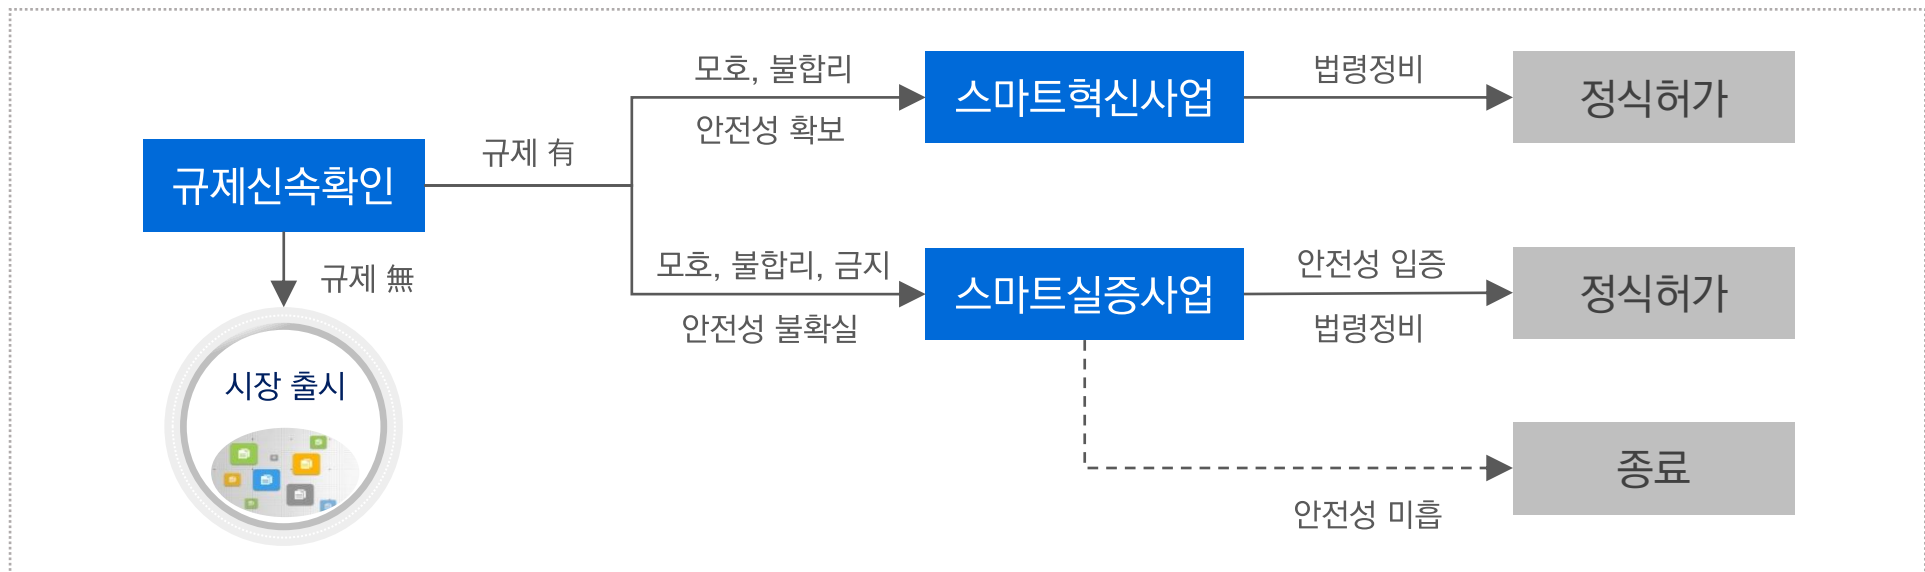 규제신속확인
규제 有
규제 無
시장 출시
모호, 불합리
안전성 확보
스마트혁신사업
법령정비
정식허가
모호, 불합리, 금지
안전성 불확실
스마트실증사업
안전성 입증
법령정비
정식허가
안전성 미흡
종료